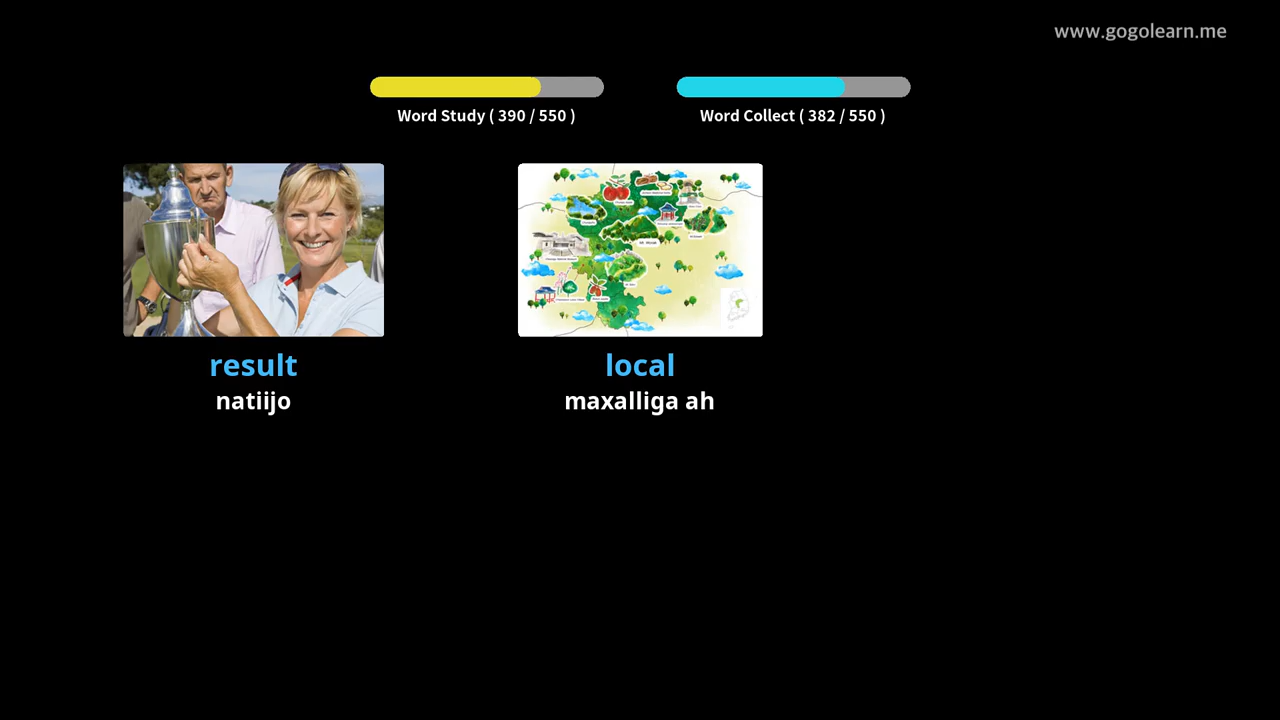 www.gogolearn.me
Word Study ( 390 / 550 )
Word Collect ( 382 / 550 )
result
natiijo
local
maxalliga ah